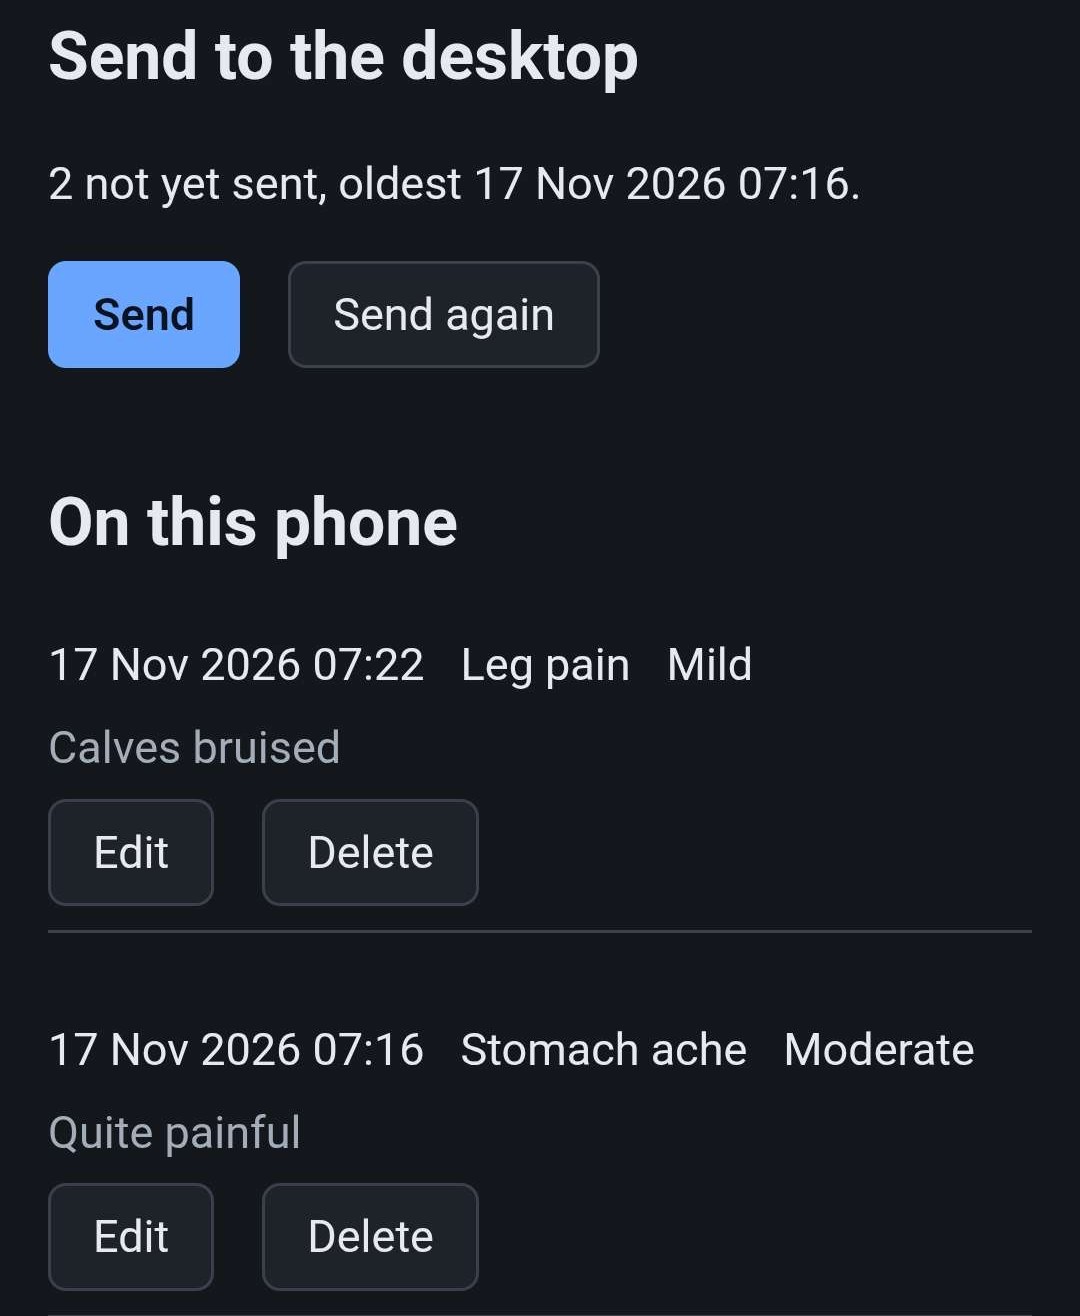 Send to the desktop
2 not yet sent, oldest 17 Nov 2026 07:16.
Send Send again
On this phone
17 Nov 2026 07:22 Leg pain Mild
Calves bruised
Edit Delete
17 Nov 2026 07:16 Stomach ache Moderate
Quite painful
Edit Delete